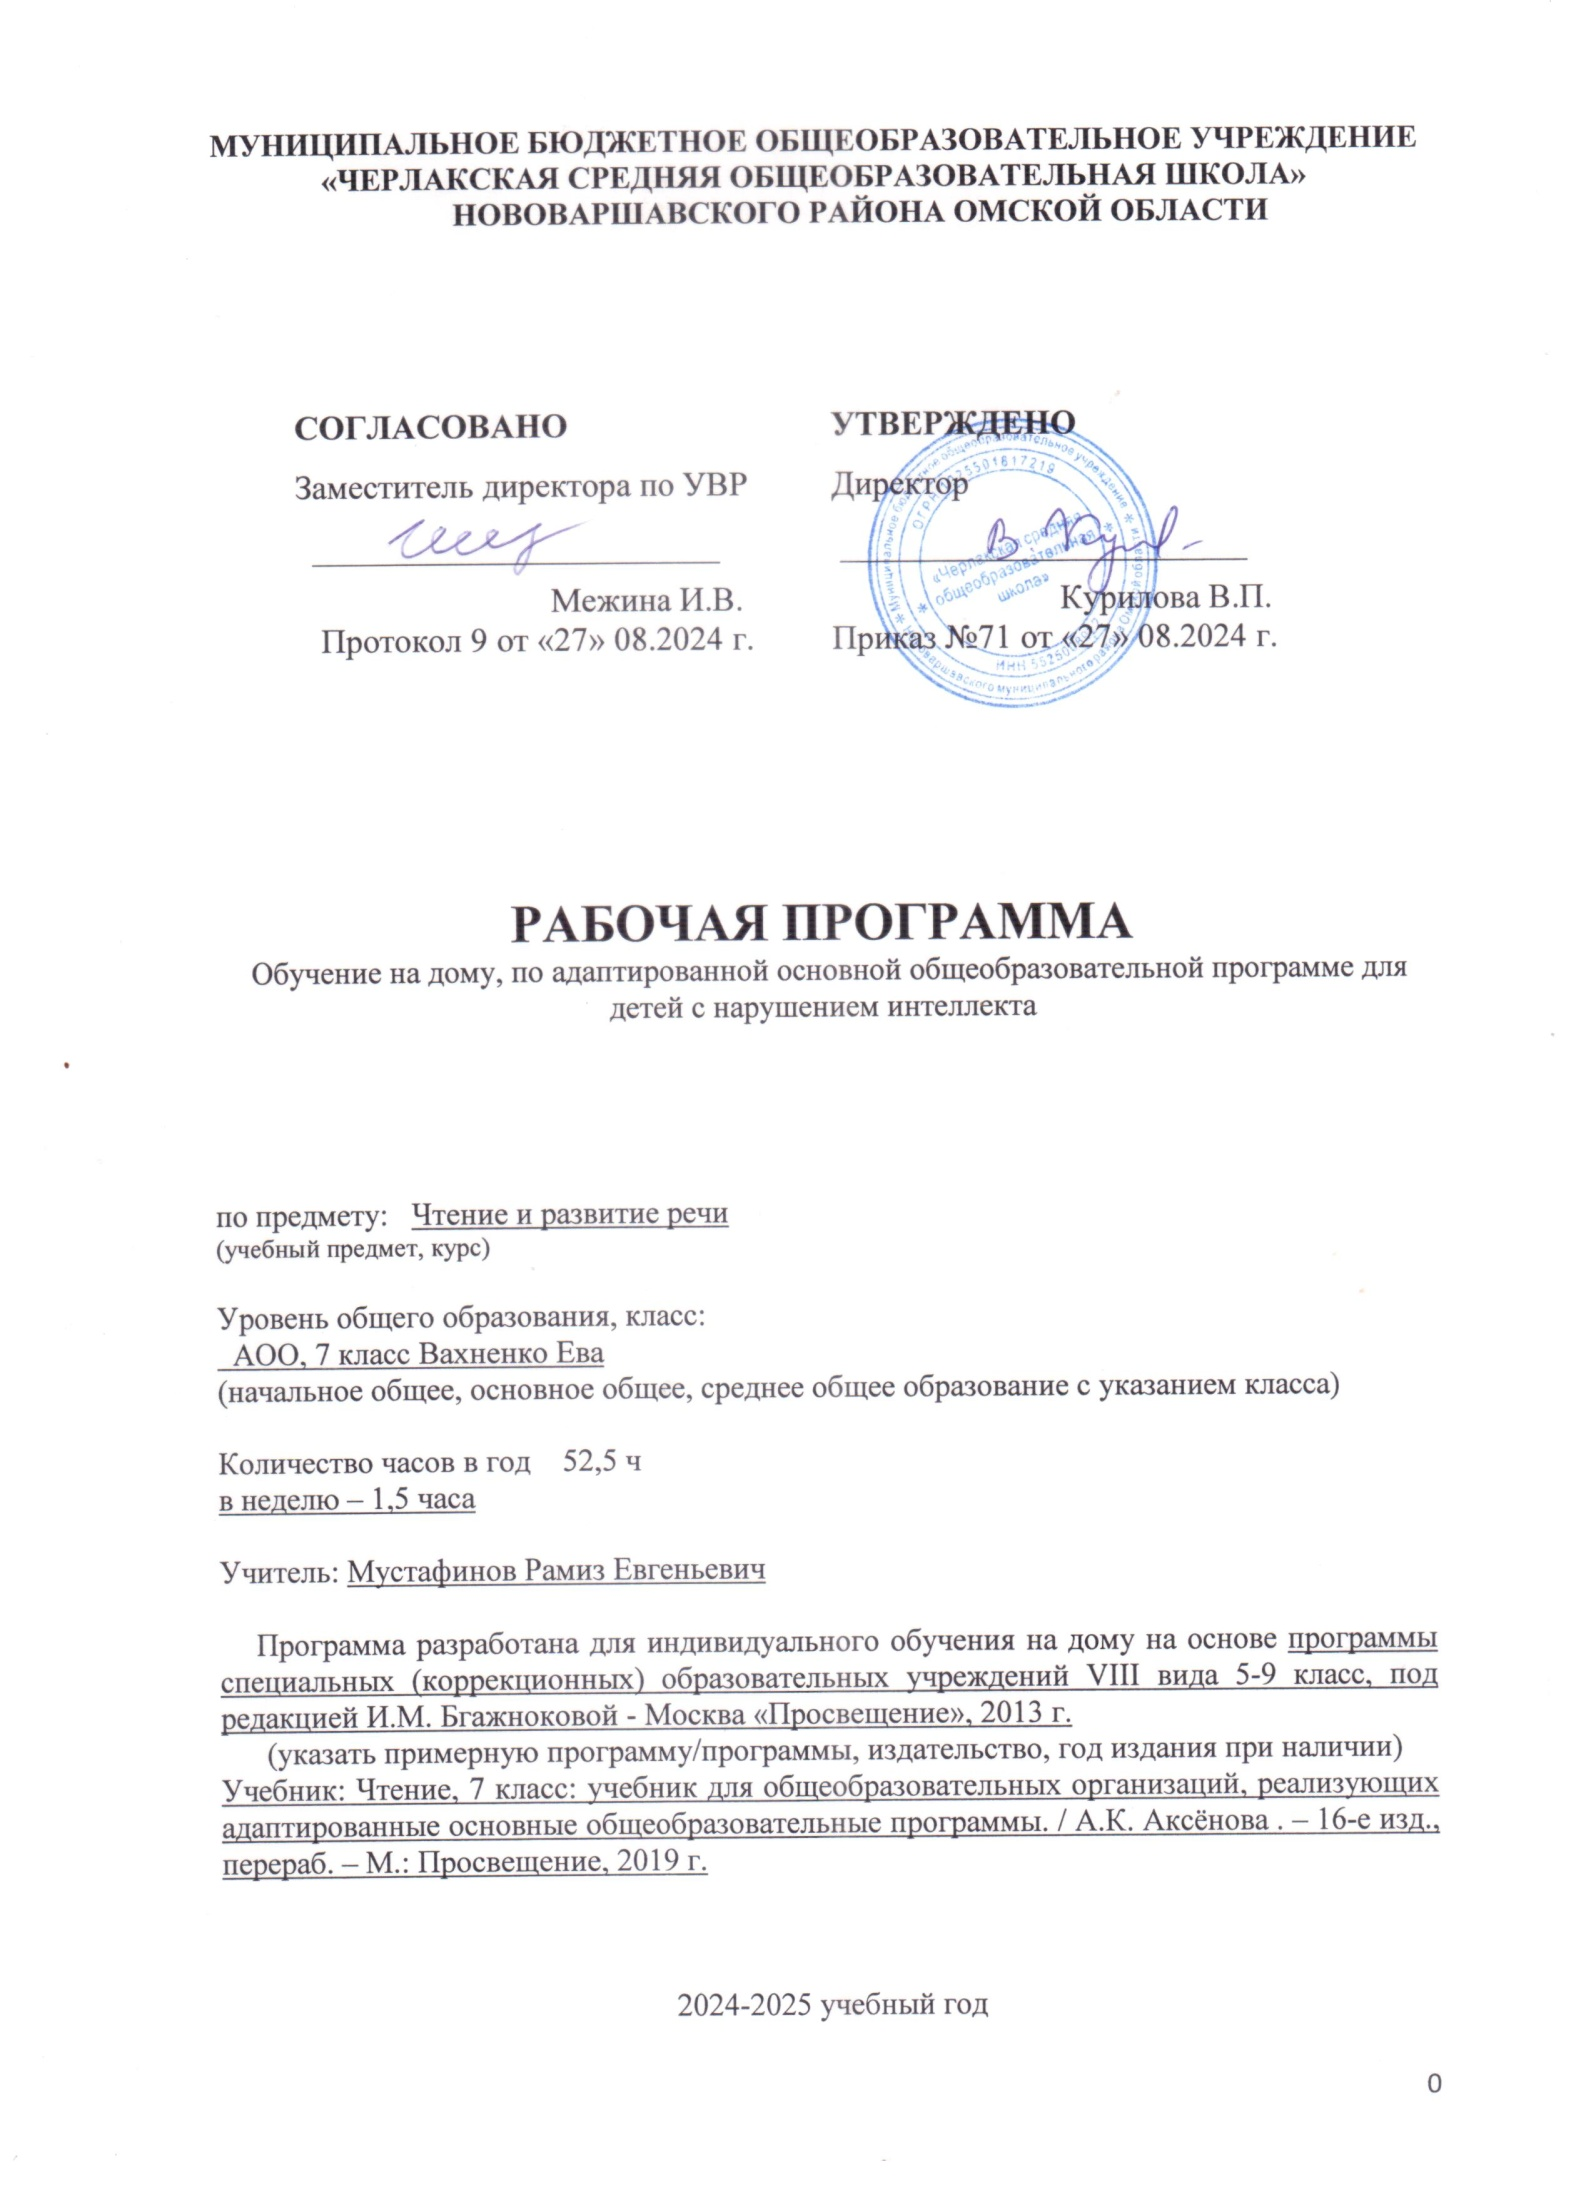 МУНИЦИПАЛЬНОЕ БЮДЖЕТНОЕ ОБЩЕОБРАЗОВАТЕЛЬНОЕ УЧРЕЖДЕНИЕ
«ЧЕРЛАКСКАЯ СРЕДНЯЯ ОБЩЕОБРАЗОВАТЕЛЬНАЯ ШКОЛА»
НОВОВАРШАВСКОГО РАЙОНА ОМСКОЙ ОБЛАСТИ
СОГЛАСОВАНО
Заместитель директора по УВР
Межина И.В.
Протокол 9 от «27» 08.2024 г.
УТВЕРЖДЕНО
Директор
Курилова В.П.
Приказ №71 от «27» 08.2024 г.
«Черлакская средняя
общеобразовательная
школа»
РАБОЧАЯ ПРОГРАММА
Обучение на дому, по адаптированной основной общеобразовательной программе для
детей с нарушением интеллекта
по предмету: Чтение и развитие речи
(учебный предмет, курс)
Уровень общего образования, класс:
АОО, 7 класс Вахненко Ева
(начальное общее, основное общее, среднее общее образование с указанием класса)
Количество часов в год 52,5 ч
в неделю – 1,5 часа
Учитель: Мустафинов Рамиз Евгеньевич
Программа разработана для индивидуального обучения на дому на основе программы
специальных (коррекционных) образовательных учреждений VIII вида 5-9 класс, под
редакцией И.М. Бгажноковой - Москва «Просвещение», 2013 г.
(указать примерную программу/программы, издательство, год издания при наличии)
Учебник: Чтение, 7 класс: учебник для общеобразовательных организаций, реализующих
адаптированные основные общеобразовательные программы. / А.К. Аксёнова . – 16-е изд.,
перераб. – М.: Просвещение, 2019 г.
2024-2025 учебный год
0